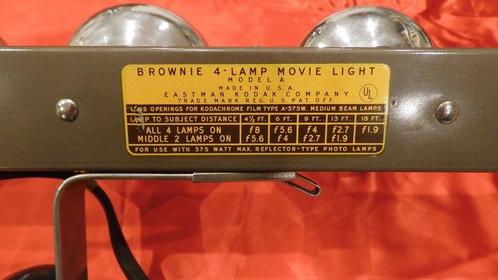 BROWNIE 4-LAMP MOVIE LIGHT
MODEL A
MADE IN U.S.A.
EASTMAN KODAK COMPANY
TRADE MARK REG. U.S. PAT. OFF.
UL
LENS OPENINGS FOR KODACHROME FILM TYPE A-375W. MEDIUM BEAM LAMPS
LAMP TO SUBJECT DISTANCE 4½ FT. 6 FT. 9 FT. 13 FT. 18 FT.
ALL 4 LAMPS ON f8 f5.6 f4 f2.7 f1.9
MIDDLE 2 LAMPS ON f5.6 f4 f2.7 f1.9
FOR USE WITH 375 WATT MAX. REFLECTOR-TYPE PHOTO LAMPS